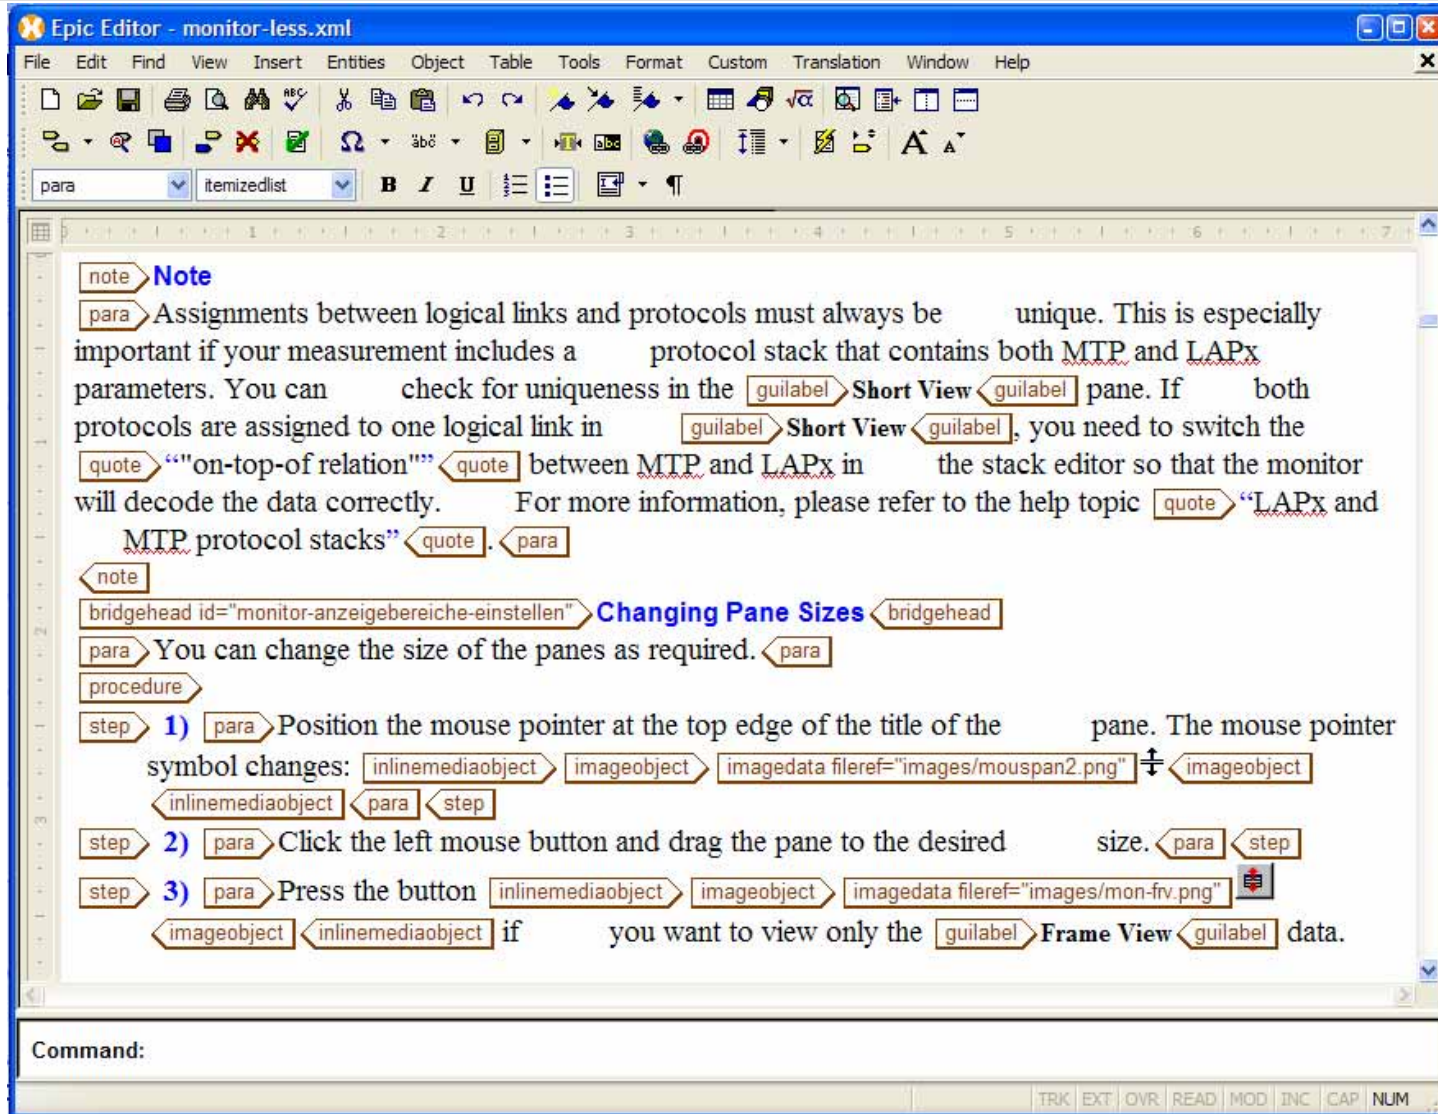 Epic Editor - monitor-less.xml
File Edit Find View Insert Entities Object Table Tools Format Custom Translation Window Help
para itemizedlist B I U
1 2 3 4 5 6 7
note Note
para Assignments between logical links and protocols must always be unique. This is especially
important if your measurement includes a protocol stack that contains both MTP and LAPx
parameters. You can check for uniqueness in the guilabel Short View guilabel pane. If both
protocols are assigned to one logical link in guilabel Short View guilabel , you need to switch the
quote “"on-top-of relation"” quote between MTP and LAPx in the stack editor so that the monitor
will decode the data correctly. For more information, please refer to the help topic quote “LAPx and
MTP protocol stacks” quote . para
note
bridgehead id="monitor-anzeigebereiche-einstellen" Changing Pane Sizes bridgehead
para You can change the size of the panes as required. para
procedure
step 1) para Position the mouse pointer at the top edge of the title of the pane. The mouse pointer
symbol changes: inlinemediaobject imageobject imagedata fileref="images/mouspan2.png" imageobject
inlinemediaobject para step
step 2) para Click the left mouse button and drag the pane to the desired size. para step
step 3) para Press the button inlinemediaobject imageobject imagedata fileref="images/mon-frv.png"
imageobject inlinemediaobject if you want to view only the guilabel Frame View guilabel data.
Command:
TRK EXT OVR READ MOD INC CAP NUM